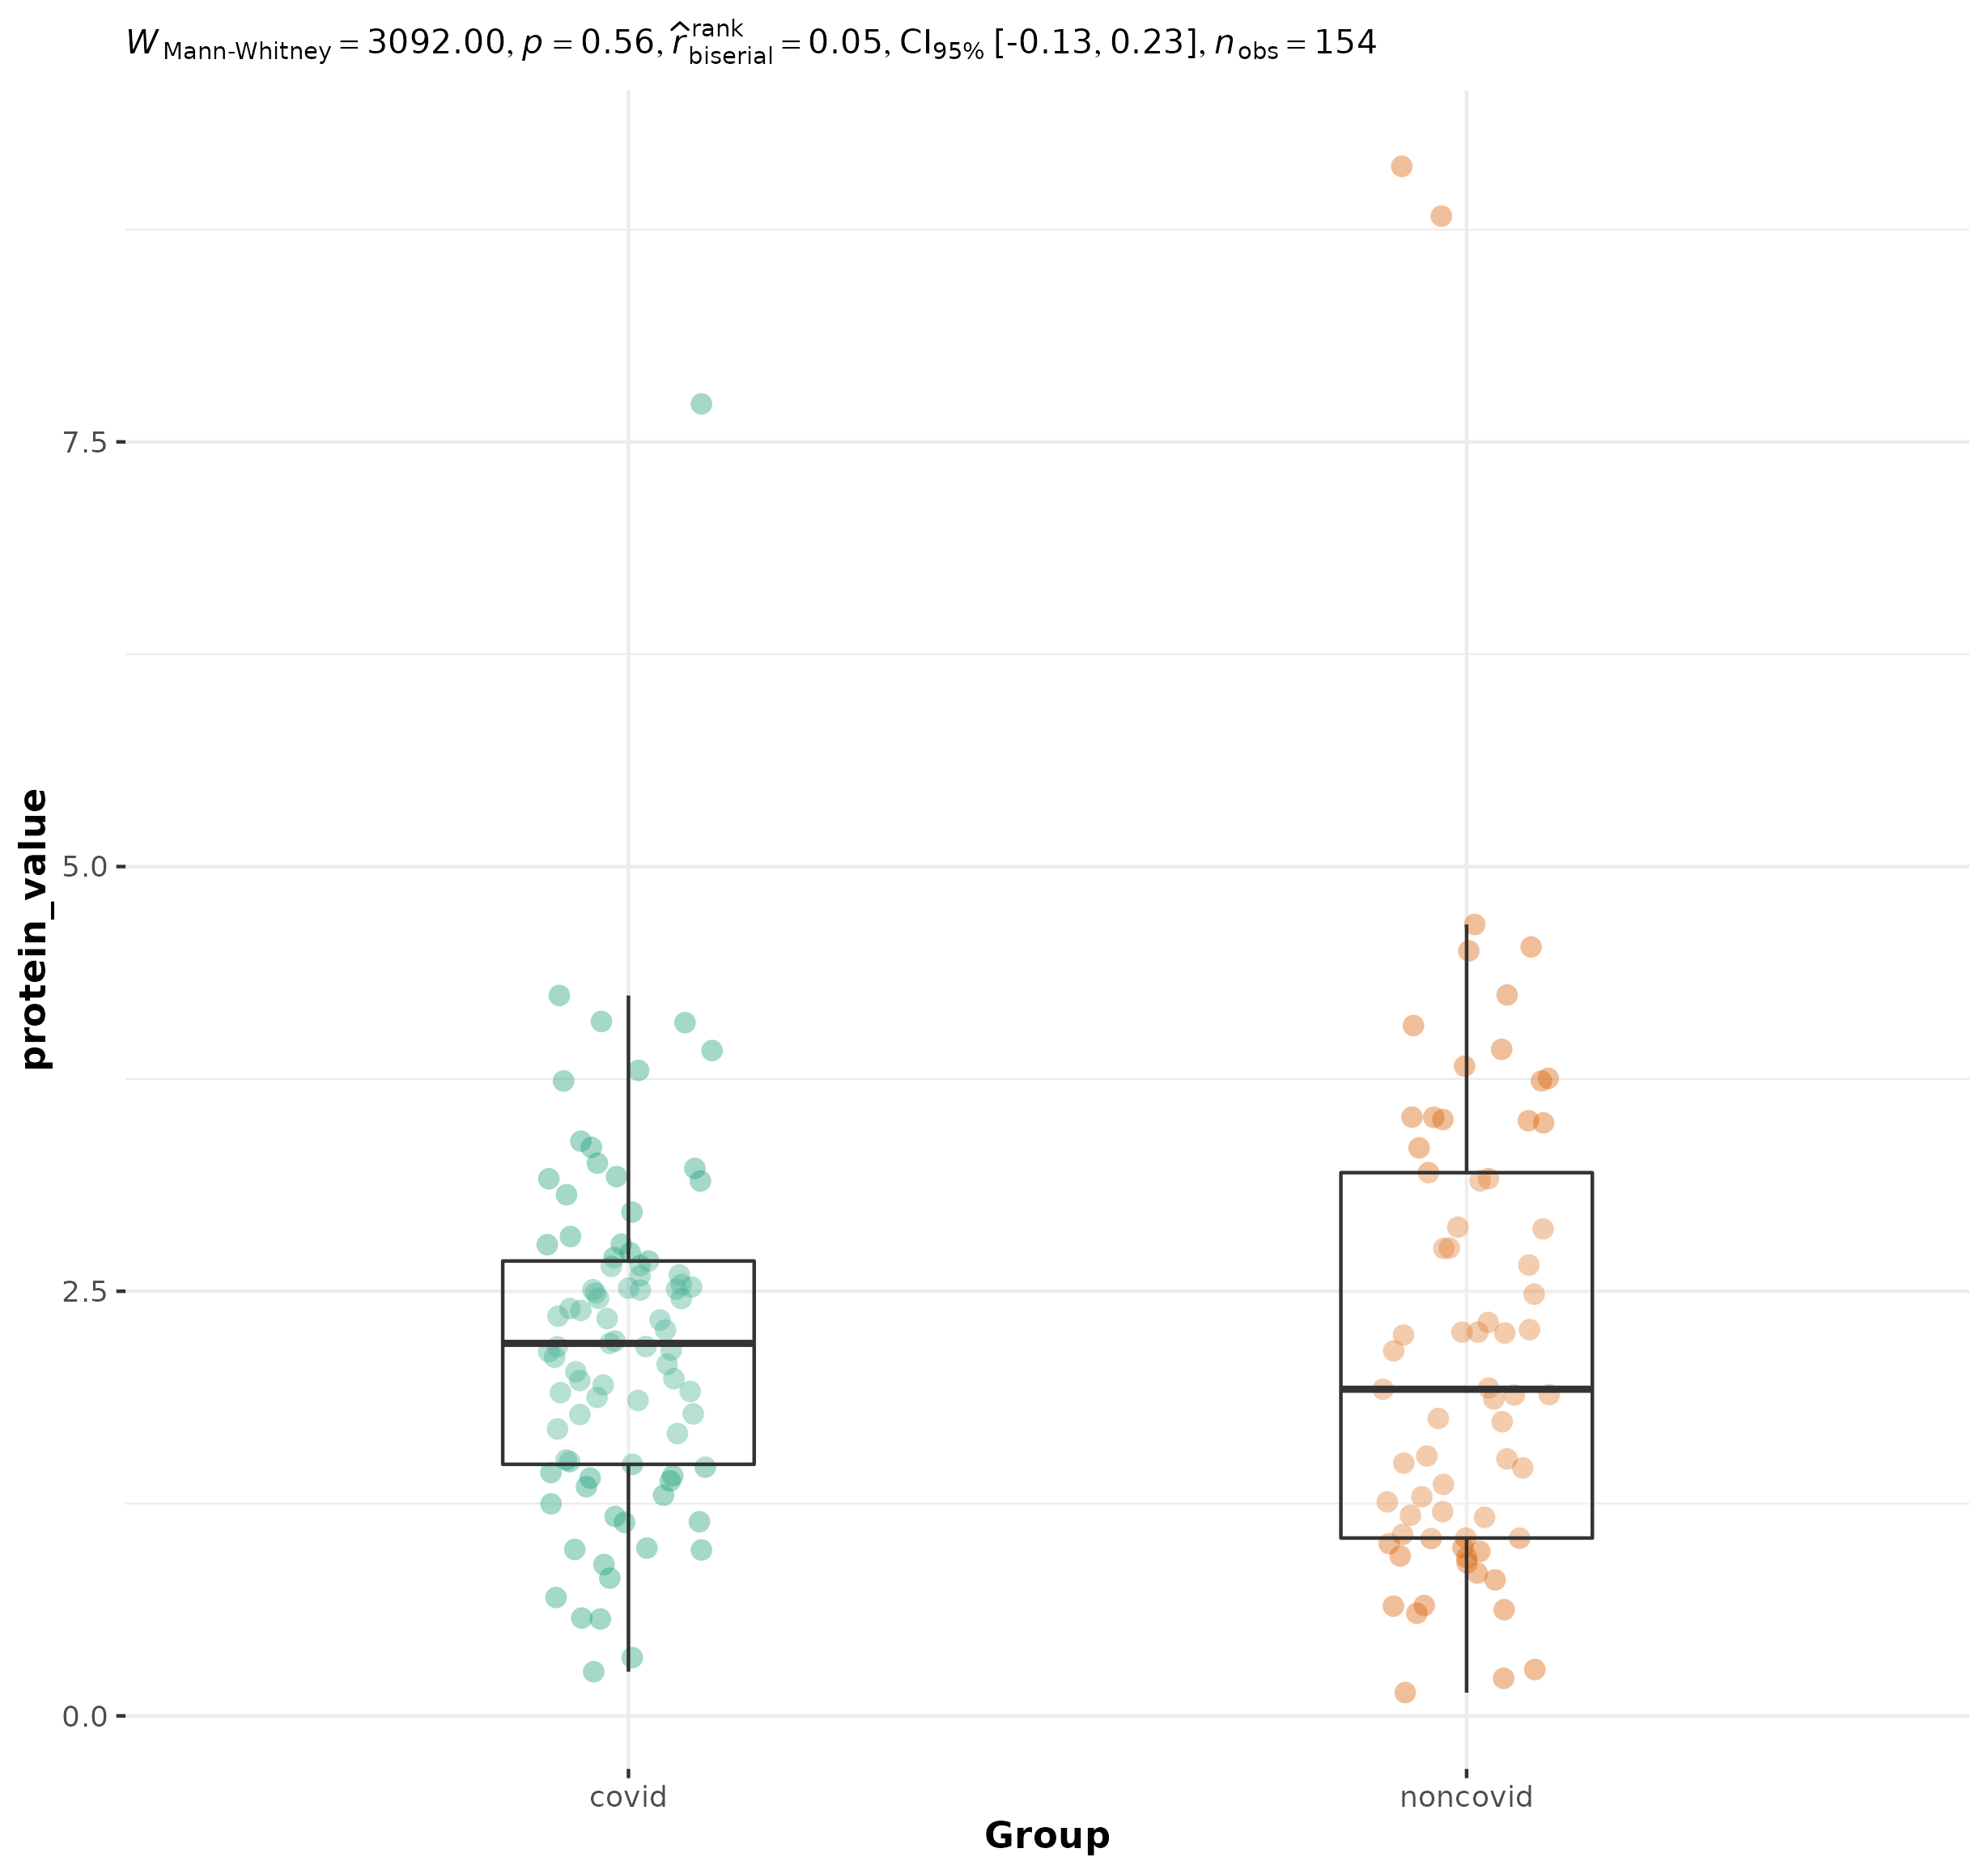 W Mann-Whitney = 3092.00, p = 0.56, r̂ rank biserial = 0.05, CI95% [-0.13, 0.23], nobs = 154
protein_value
7.5
5.0
2.5
0.0
covid noncovid
Group